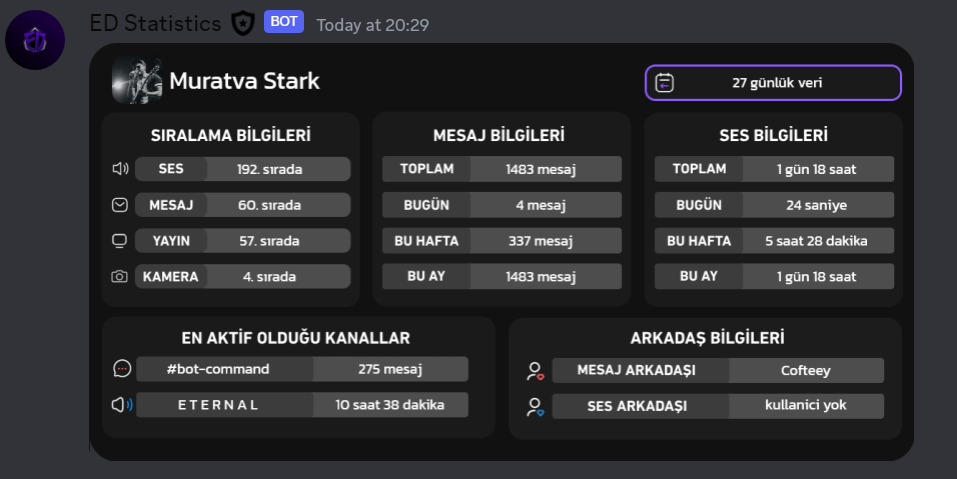 ED Statistics BOT Today at 20:29
ED
Muratva Stark
27 günlük veri
SIRALAMA BİLGİLERİ
SES 192. sırada
MESAJ 60. sırada
YAYIN 57. sırada
KAMERA 4. sırada
MESAJ BİLGİLERİ
TOPLAM 1483 mesaj
BUGÜN 4 mesaj
BU HAFTA 337 mesaj
BU AY 1483 mesaj
SES BİLGİLERİ
TOPLAM 1 gün 18 saat
BUGÜN 24 saniye
BU HAFTA 5 saat 28 dakika
BU AY 1 gün 18 saat
EN AKTİF OLDUĞU KANALLAR
#bot-command 275 mesaj
E T E R N A L 10 saat 38 dakika
ARKADAŞ BİLGİLERİ
MESAJ ARKADAŞI Cofteey
SES ARKADAŞI kullanici yok